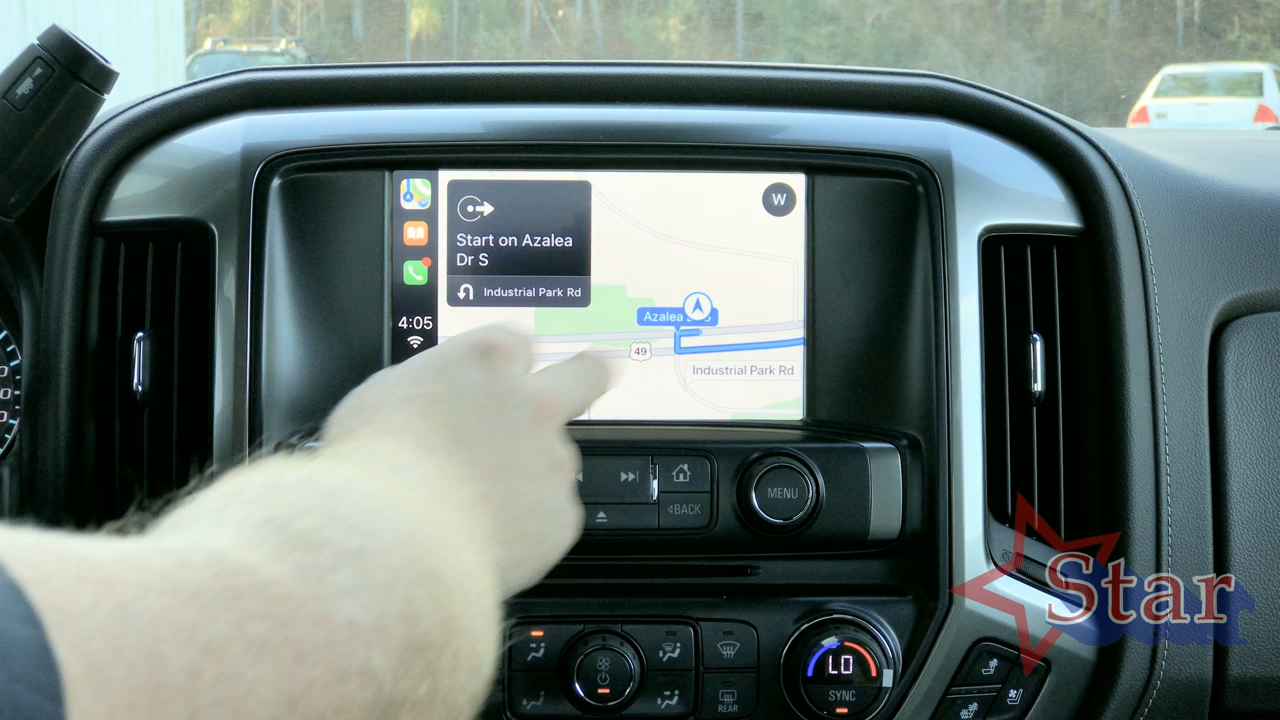 W
Start on Azalea
Dr S
Industrial Park Rd
4:05
Azalea
49
Industrial Park Rd
MENU
BACK
LO
SYNC
REAR
Star